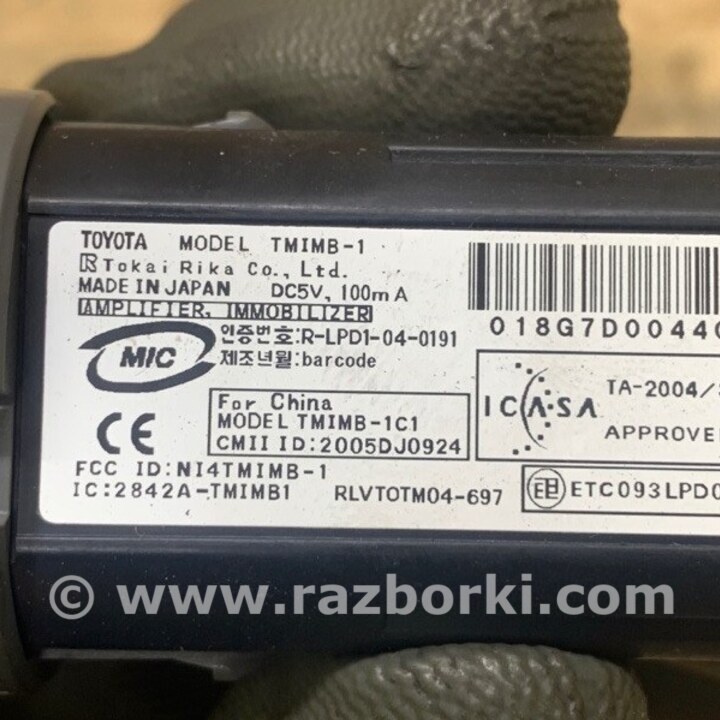 TOYOTA MODEL TMIMB-1
Tokai Rika Co., Ltd.
MADE IN JAPAN DC5V, 100mA
AMPLIFIER, IMMOBILIZER
MIC
인증번호:R-LPD1-04-0191
제조년월:barcode
018G7D00440
CE
For China
MODEL TMIMB-1C1
CMII ID:2005DJ0924
ICASA
TA-2004/
APPROVE
FCC ID:NI4TMIMB-1
IC:2842A-TMIMB1 RLVTOTM04-697
ETC093LPD0
© www.razborki.com